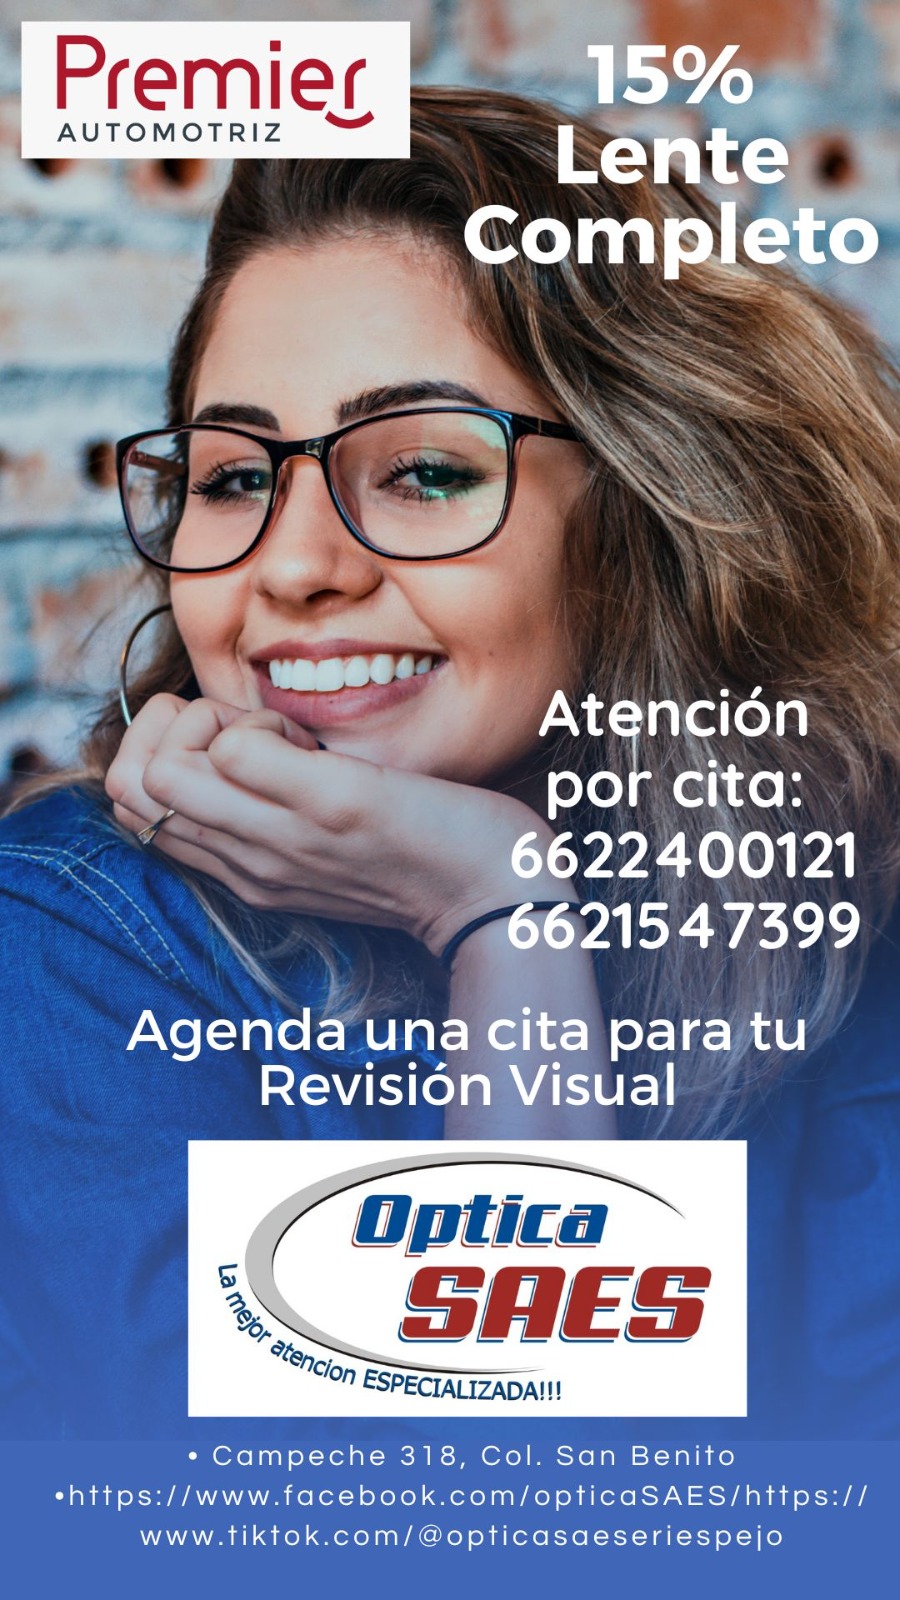 Premier
AUTOMOTRIZ
15%
Lente
Completo
Atención
por cita:
6622400121
6621547399
Agenda una cita para tu
Revisión Visual
Optica
SAES
La mejor atencion ESPECIALIZADA!!!
• Campeche 318, Col. San Benito
•https://www.facebook.com/opticaSAES/https://
www.tiktok.com/@opticasaeseriespejo